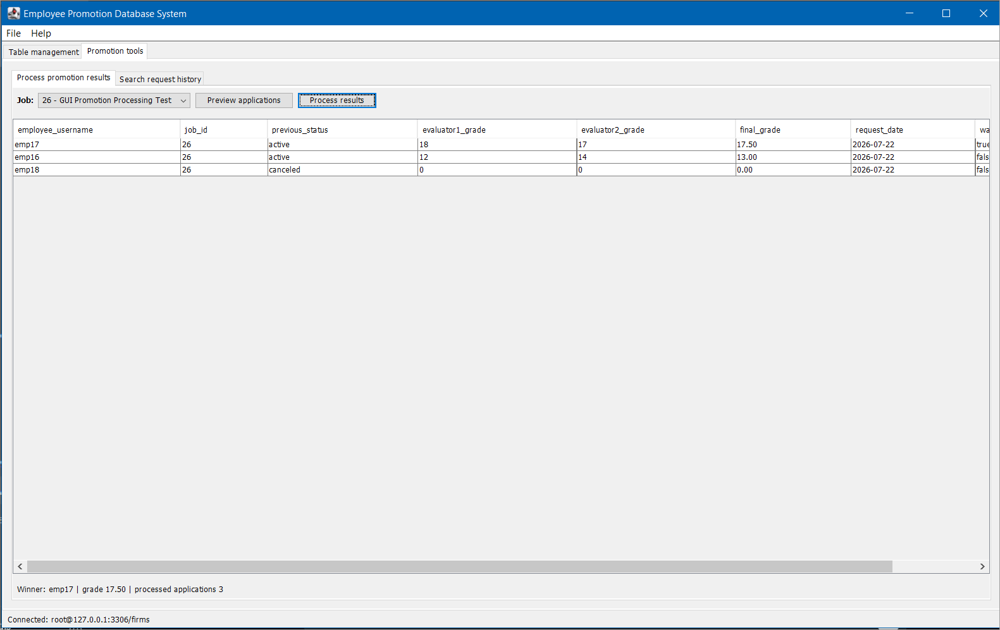 Employee Promotion Database System
File Help
Table management Promotion tools
Process promotion results Search request history
Job: 26 - GUI Promotion Processing Test Preview applications Process results
employee_username job_id previous_status evaluator1_grade evaluator2_grade final_grade request_date wa
emp17 26 active 18 17 17.50 2026-07-22 true
emp16 26 active 12 14 13.00 2026-07-22 fals
emp18 26 canceled 0 0 0.00 2026-07-22 fals
Winner: emp17 | grade 17.50 | processed applications 3
Connected: root@127.0.0.1:3306/firms